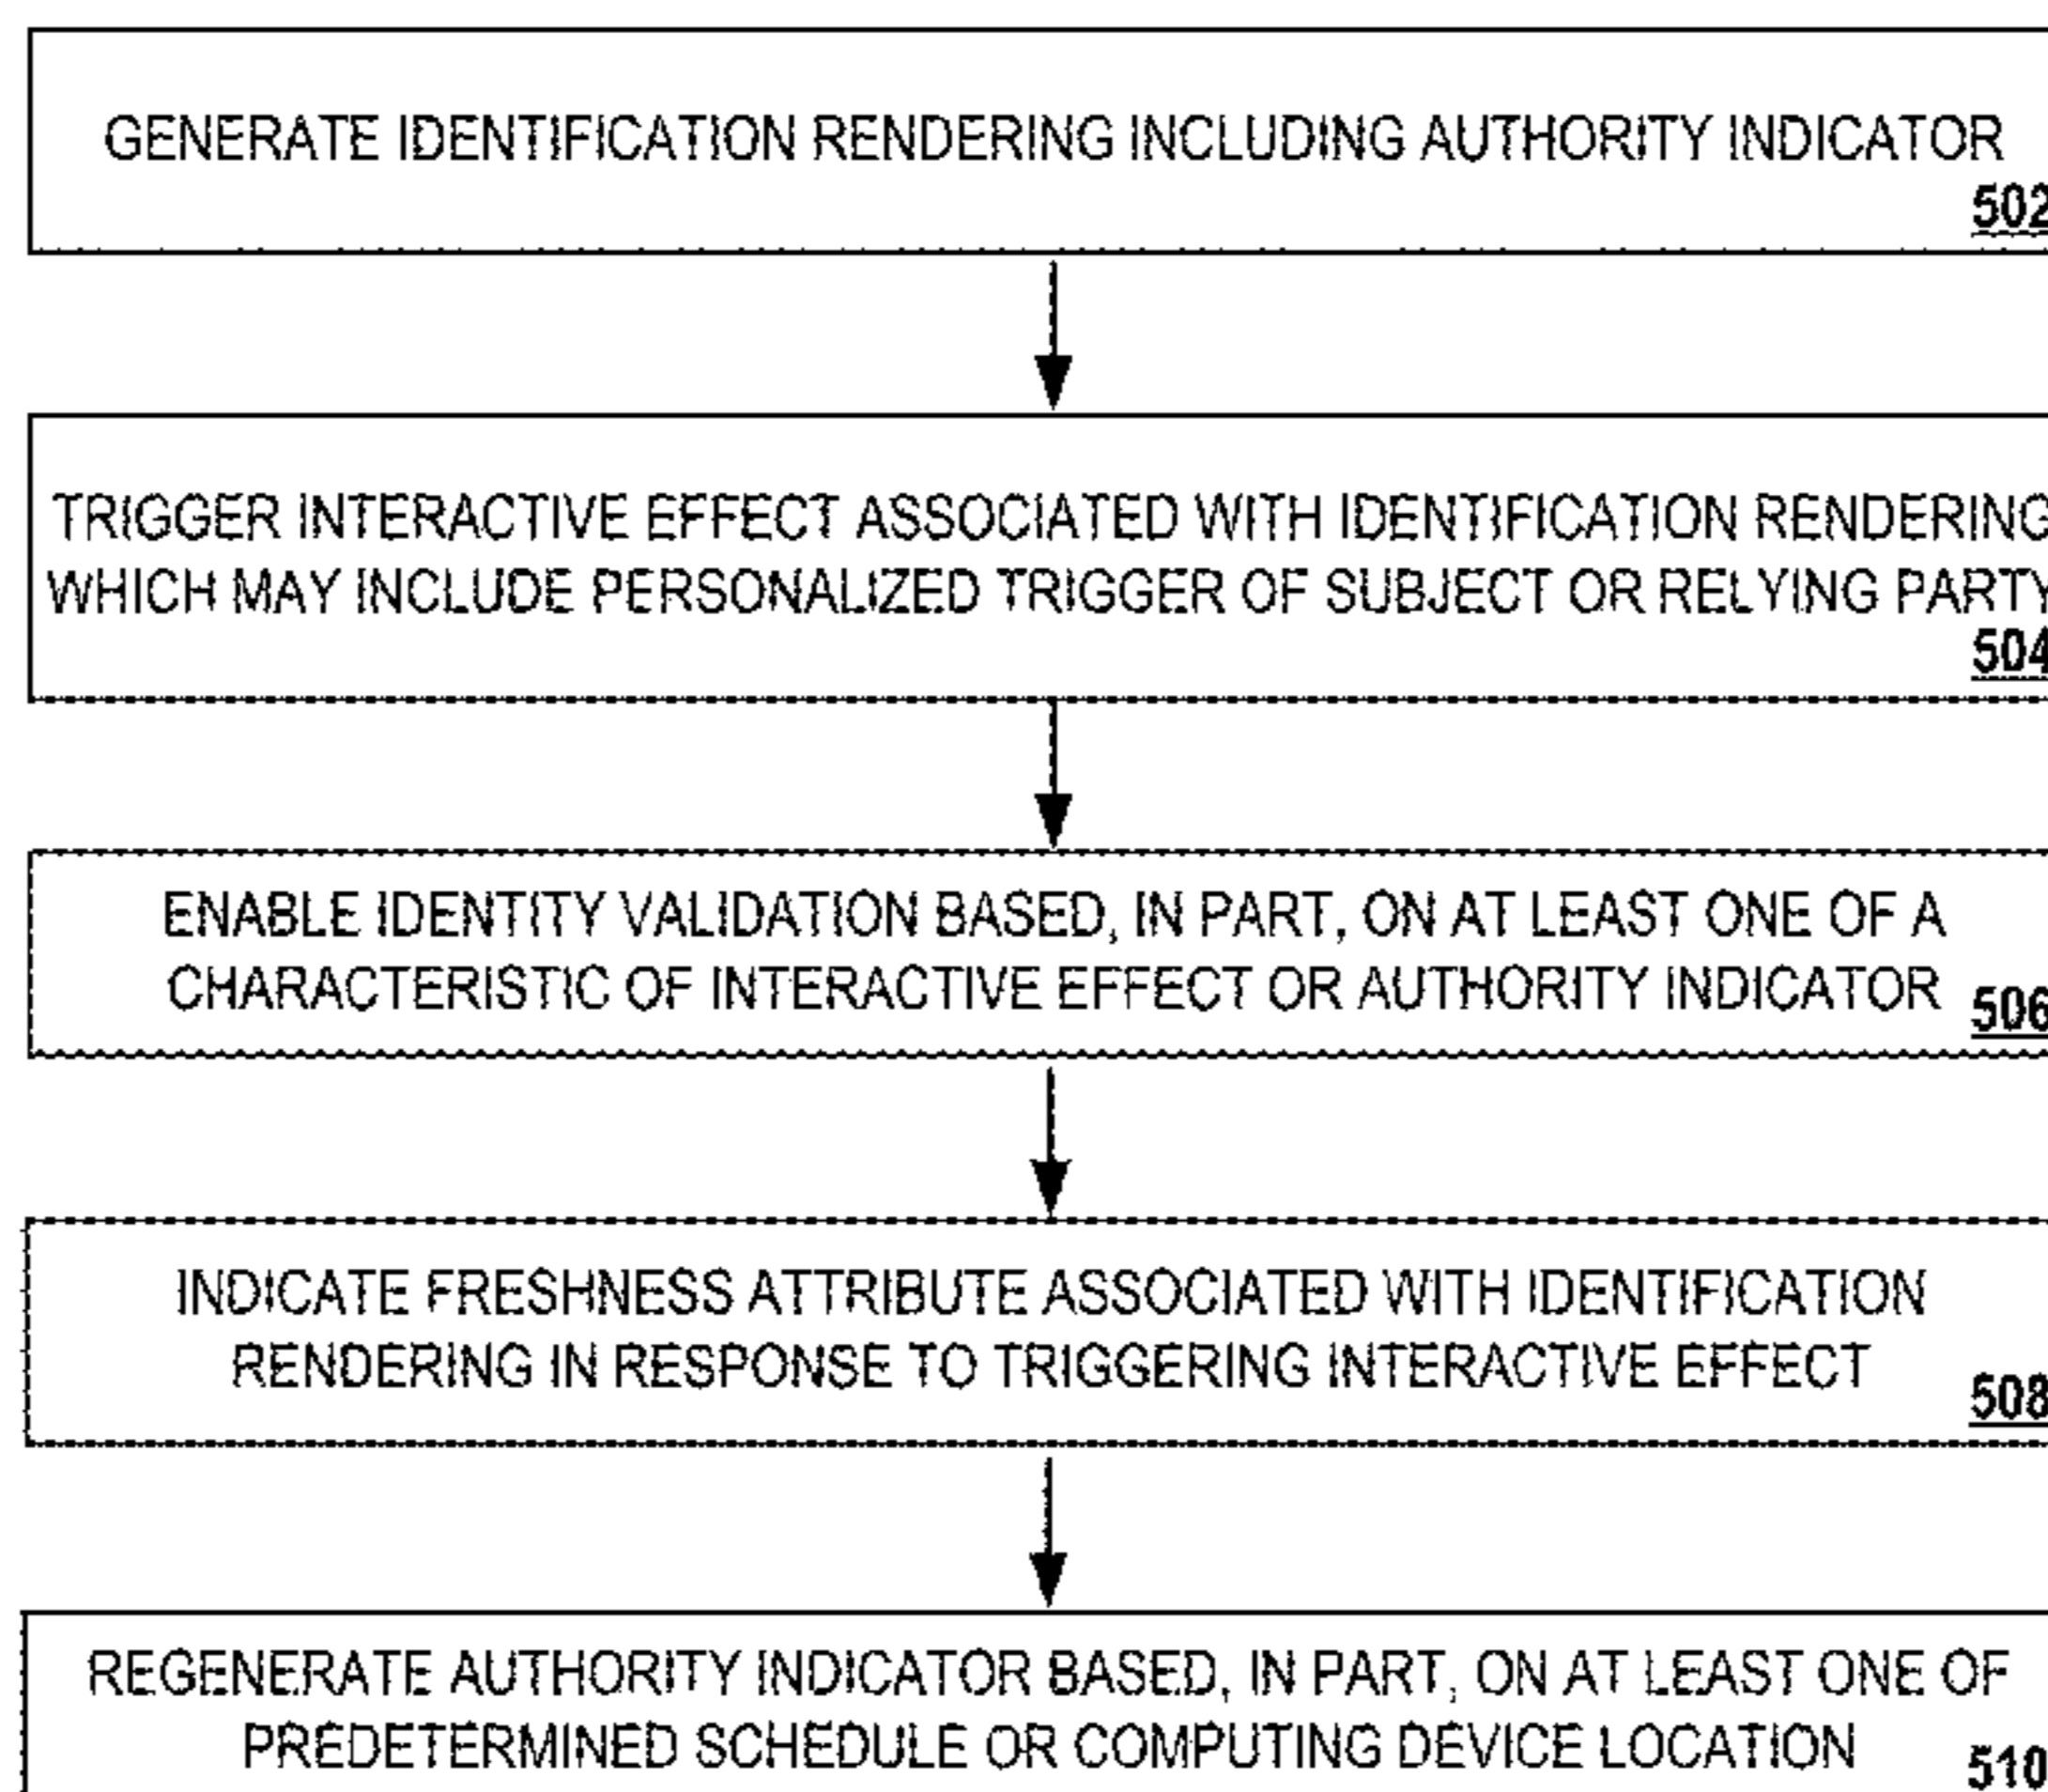 GENERATE IDENTIFICATION RENDERING INCLUDING AUTHORITY INDICATOR
502
TRIGGER INTERACTIVE EFFECT ASSOCIATED WITH IDENTIFICATION RENDERING
WHICH MAY INCLUDE PERSONALIZED TRIGGER OF SUBJECT OR RELYING PARTY
504
ENABLE IDENTITY VALIDATION BASED, IN PART, ON AT LEAST ONE OF A
CHARACTERISTIC OF INTERACTIVE EFFECT OR AUTHORITY INDICATOR
506
INDICATE FRESHNESS ATTRIBUTE ASSOCIATED WITH IDENTIFICATION
RENDERING IN RESPONSE TO TRIGGERING INTERACTIVE EFFECT
508
REGENERATE AUTHORITY INDICATOR BASED, IN PART, ON AT LEAST ONE OF
PREDETERMINED SCHEDULE OR COMPUTING DEVICE LOCATION
510